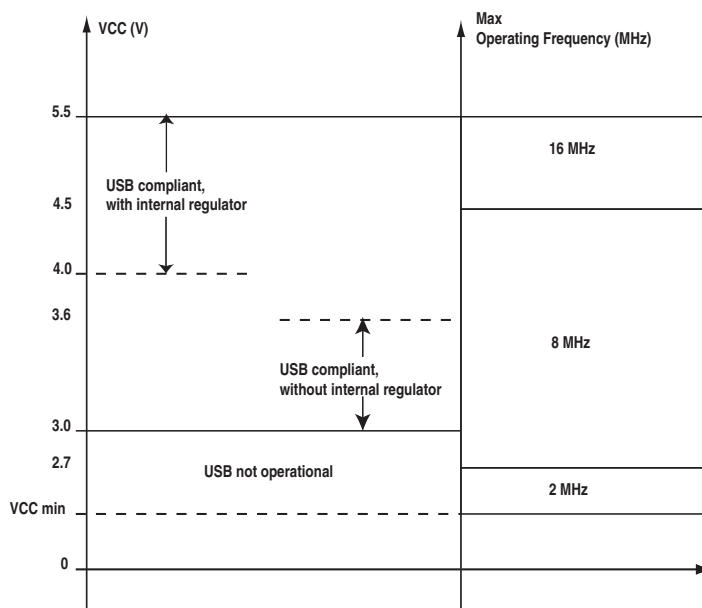 VCC (V)
Max
Operating Frequency (MHz)
5.5
16 MHz
USB compliant,
with internal regulator
4.5
4.0
3.6
8 MHz
USB compliant,
without internal regulator
3.0
2.7
USB not operational
2 MHz
VCC min
0